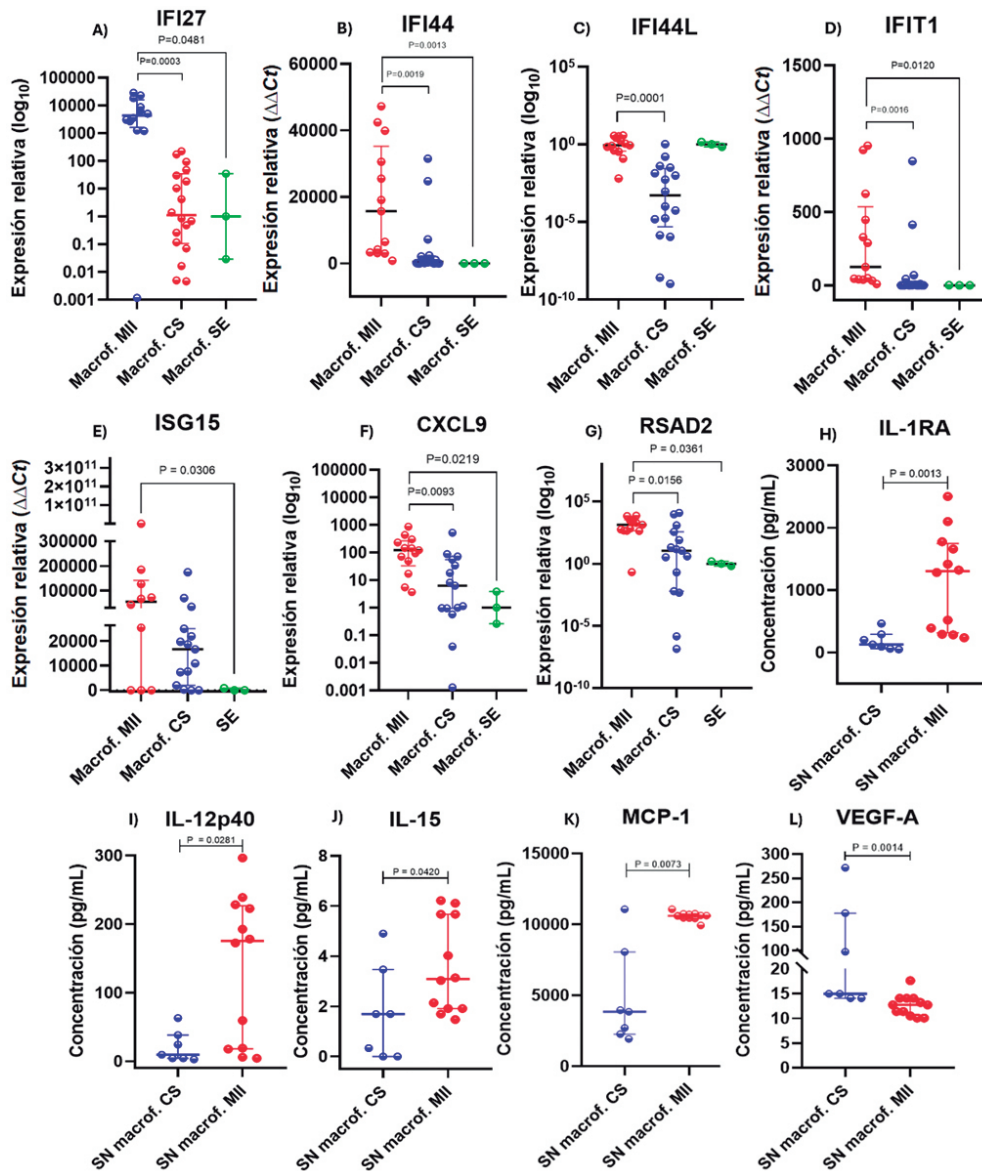 A)
IFI27
P=0.0481
P=0.0003
Expresión relativa (log10)
100000
10000
1000
100
10
1
0.1
0.01
0.001
Macrof. MII
Macrof. CS
Macrof. SE
B)
IFI44
P=0.0013
P=0.0019
Expresión relativa (ΔΔCt)
60000
40000
20000
0
Macrof. MII
Macrof. CS
Macrof. SE
C)
IFI44L
P=0.0001
Expresión relativa (log10)
10^5
10^0
10^-5
10^-10
Macrof. MII
Macrof. CS
Macrof. SE
D)
IFIT1
P=0.0120
P=0.0016
Expresión relativa (ΔΔCt)
1500
1000
500
0
Macrof. MII
Macrof. CS
Macrof. SE
E)
ISG15
P = 0.0306
Expresión relativa (ΔΔCt)
3×10^11
2×10^11
1×10^11
300000
200000
100000
20000
10000
0
Macrof. MII
Macrof. CS
SE
F)
CXCL9
P=0.0219
P=0.0093
Expresión relativa (log10)
100000
10000
1000
100
10
1
0.1
0.01
0.001
Macrof. MII
Macrof. CS
Macrof. SE
G)
RSAD2
P = 0.0361
P = 0.0156
Expresión relativa (log10)
10^5
10^0
10^-5
10^-10
Macrof. MII
Macrof. CS
SE
H)
IL-1RA
P = 0.0013
Concentración (pg/mL)
3000
2000
1000
0
SN macrof. CS
SN macrof. MII
I)
IL-12p40
P = 0.0281
Concentración (pg/mL)
300
200
100
0
SN macrof. CS
SN macrof. MII
J)
IL-15
P = 0.0420
Concentración (pg/mL)
8
6
4
2
0
SN macrof. CS
SN macrof. MII
K)
MCP-1
P = 0.0073
Concentración (pg/mL)
15000
10000
5000
0
SN macrof. CS
SN macrof. MII
L)
VEGF-A
P = 0.0014
Concentración (pg/mL)
300
250
200
150
100
50
20
15
10
5
0
SN macrof. CS
SN macrof. MII